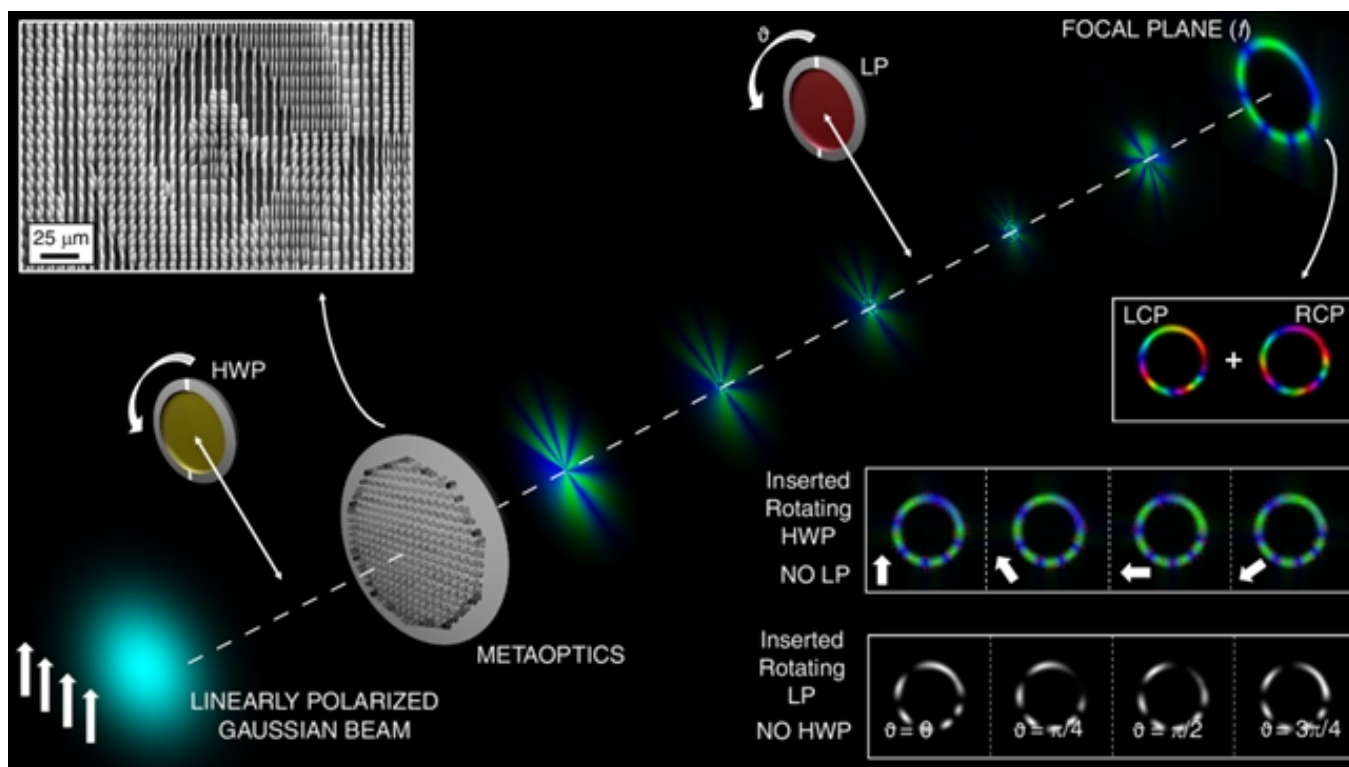 FOCAL PLANE (f)
ϑ
LP
25 μm
HWP
LCP
RCP
+
METAOPTICS
LINEARLY POLARIZED
GAUSSIAN BEAM
Inserted
Rotating
HWP
NO LP
Inserted
Rotating
LP
NO HWP
ϑ = 0
ϑ = π/4
ϑ = π/2
ϑ = 3π/4